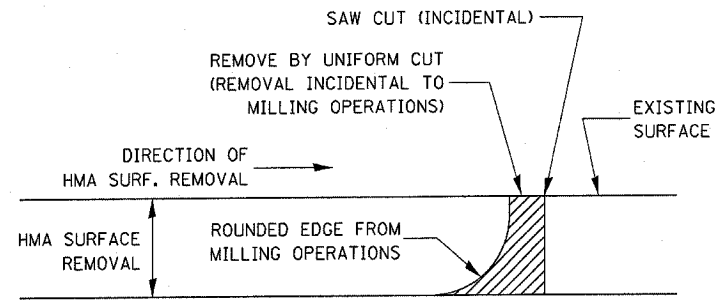 SAW CUT (INCIDENTAL)
REMOVE BY UNIFORM CUT
(REMOVAL INCIDENTAL TO
MILLING OPERATIONS)
EXISTING
SURFACE
DIRECTION OF
HMA SURF. REMOVAL
HMA SURFACE
REMOVAL
ROUNDED EDGE FROM
MILLING OPERATIONS